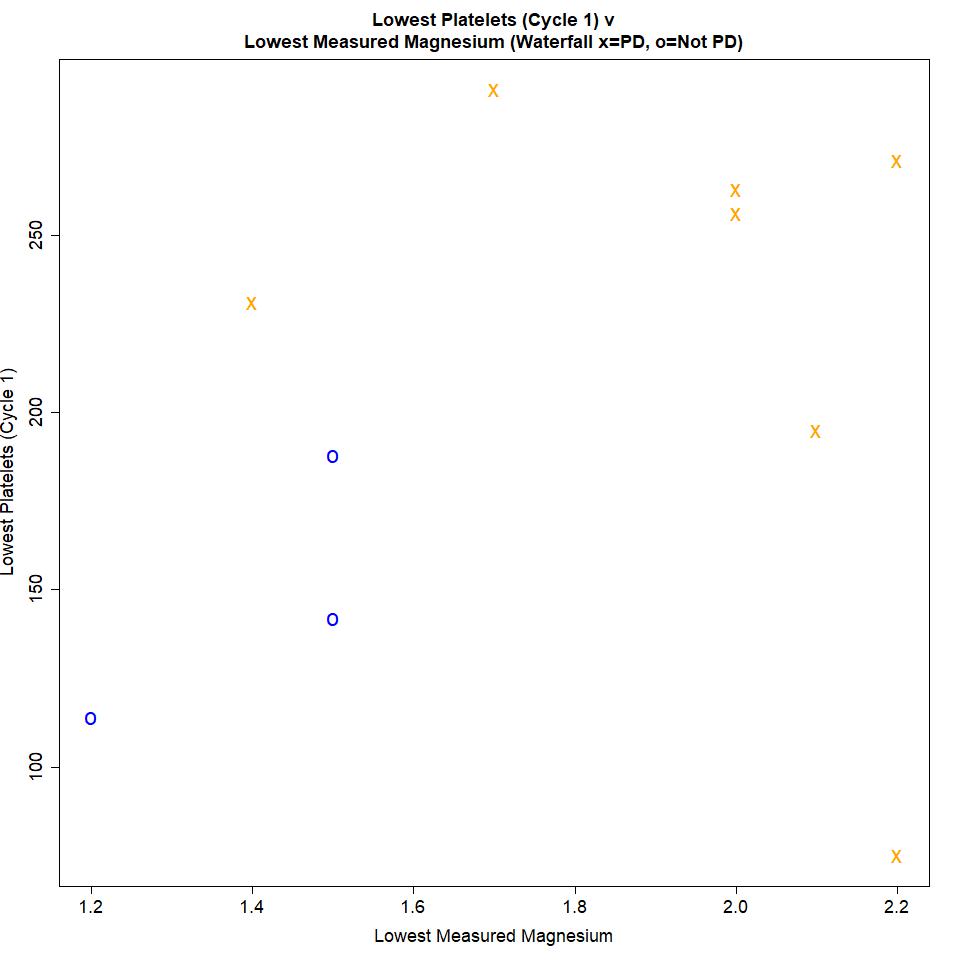 Lowest Platelets (Cycle 1) v
Lowest Measured Magnesium (Waterfall x=PD, o=Not PD)
Lowest Platelets (Cycle 1)
250
200
150
100
X
X
X
X
X
X
O
O
O
X
1.2 1.4 1.6 1.8 2.0 2.2
Lowest Measured Magnesium